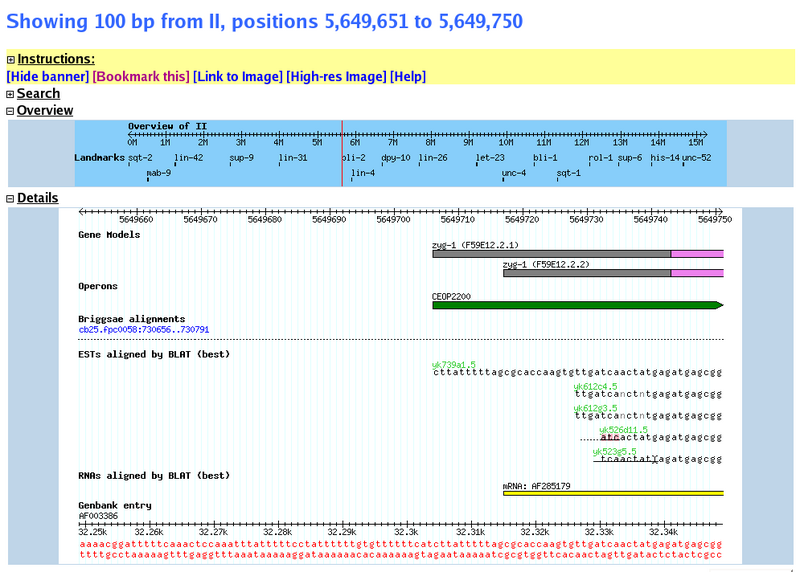 Showing 100 bp from II, positions 5,649,651 to 5,649,750
Instructions:
[Hide banner] [Bookmark this] [Link to Image] [High-res Image] [Help]
Search
Overview
Overview of II
0M 1M 2M 3M 4M 5M 6M 7M 8M 9M 10M 11M 12M 13M 14M 15M
Landmarks sqt-2 lin-42 sup-9 lin-31 oli-2 dpy-10 lin-26 let-23 bli-1 rol-1 sup-6 his-14 unc-52
mab-9 lin-4 unc-4 sqt-1
Details
5649660 5649670 5649680 5649690 5649700 5649710 5649720 5649730 5649740 5649750
Gene Models
zyg-1 (F59E12.2.1)
zyg-1 (F59E12.2.2)
Operons
CEOP2200
Briggsae alignments
cb25.fpc0058:730656..730791
ESTs aligned by BLAT (best)
yk739a1.5
cttatttttagcgcaccaagtgttgatcaactatgagatgagcgg
yk612c4.5
ttgatcanctntgagatgagcgg
yk612g3.5
ttgatcanctntgagatgagcgg
yk526d11.5
atcactatgagatgagcgg
yk523g5.5
tcaactatyagatgagcgg
RNAs aligned by BLAT (best)
mRNA: AF285179
Genbank entry
AF003386
32.25k 32.26k 32.27k 32.28k 32.29k 32.3k 32.31k 32.32k 32.33k 32.34k
aaaacggatttttcaaactccaaatttatttttcctatttttttgtgttttttcatcttatttttagcgcaccaagtgttgatcaactatgagatgagcgg
ttttgcctaaaaagtttgaggtttaaataaaaaggataaaaaaacacaaaaaagtagaataaaaatcgcgtggttcacaactagttgatactctactcgcc